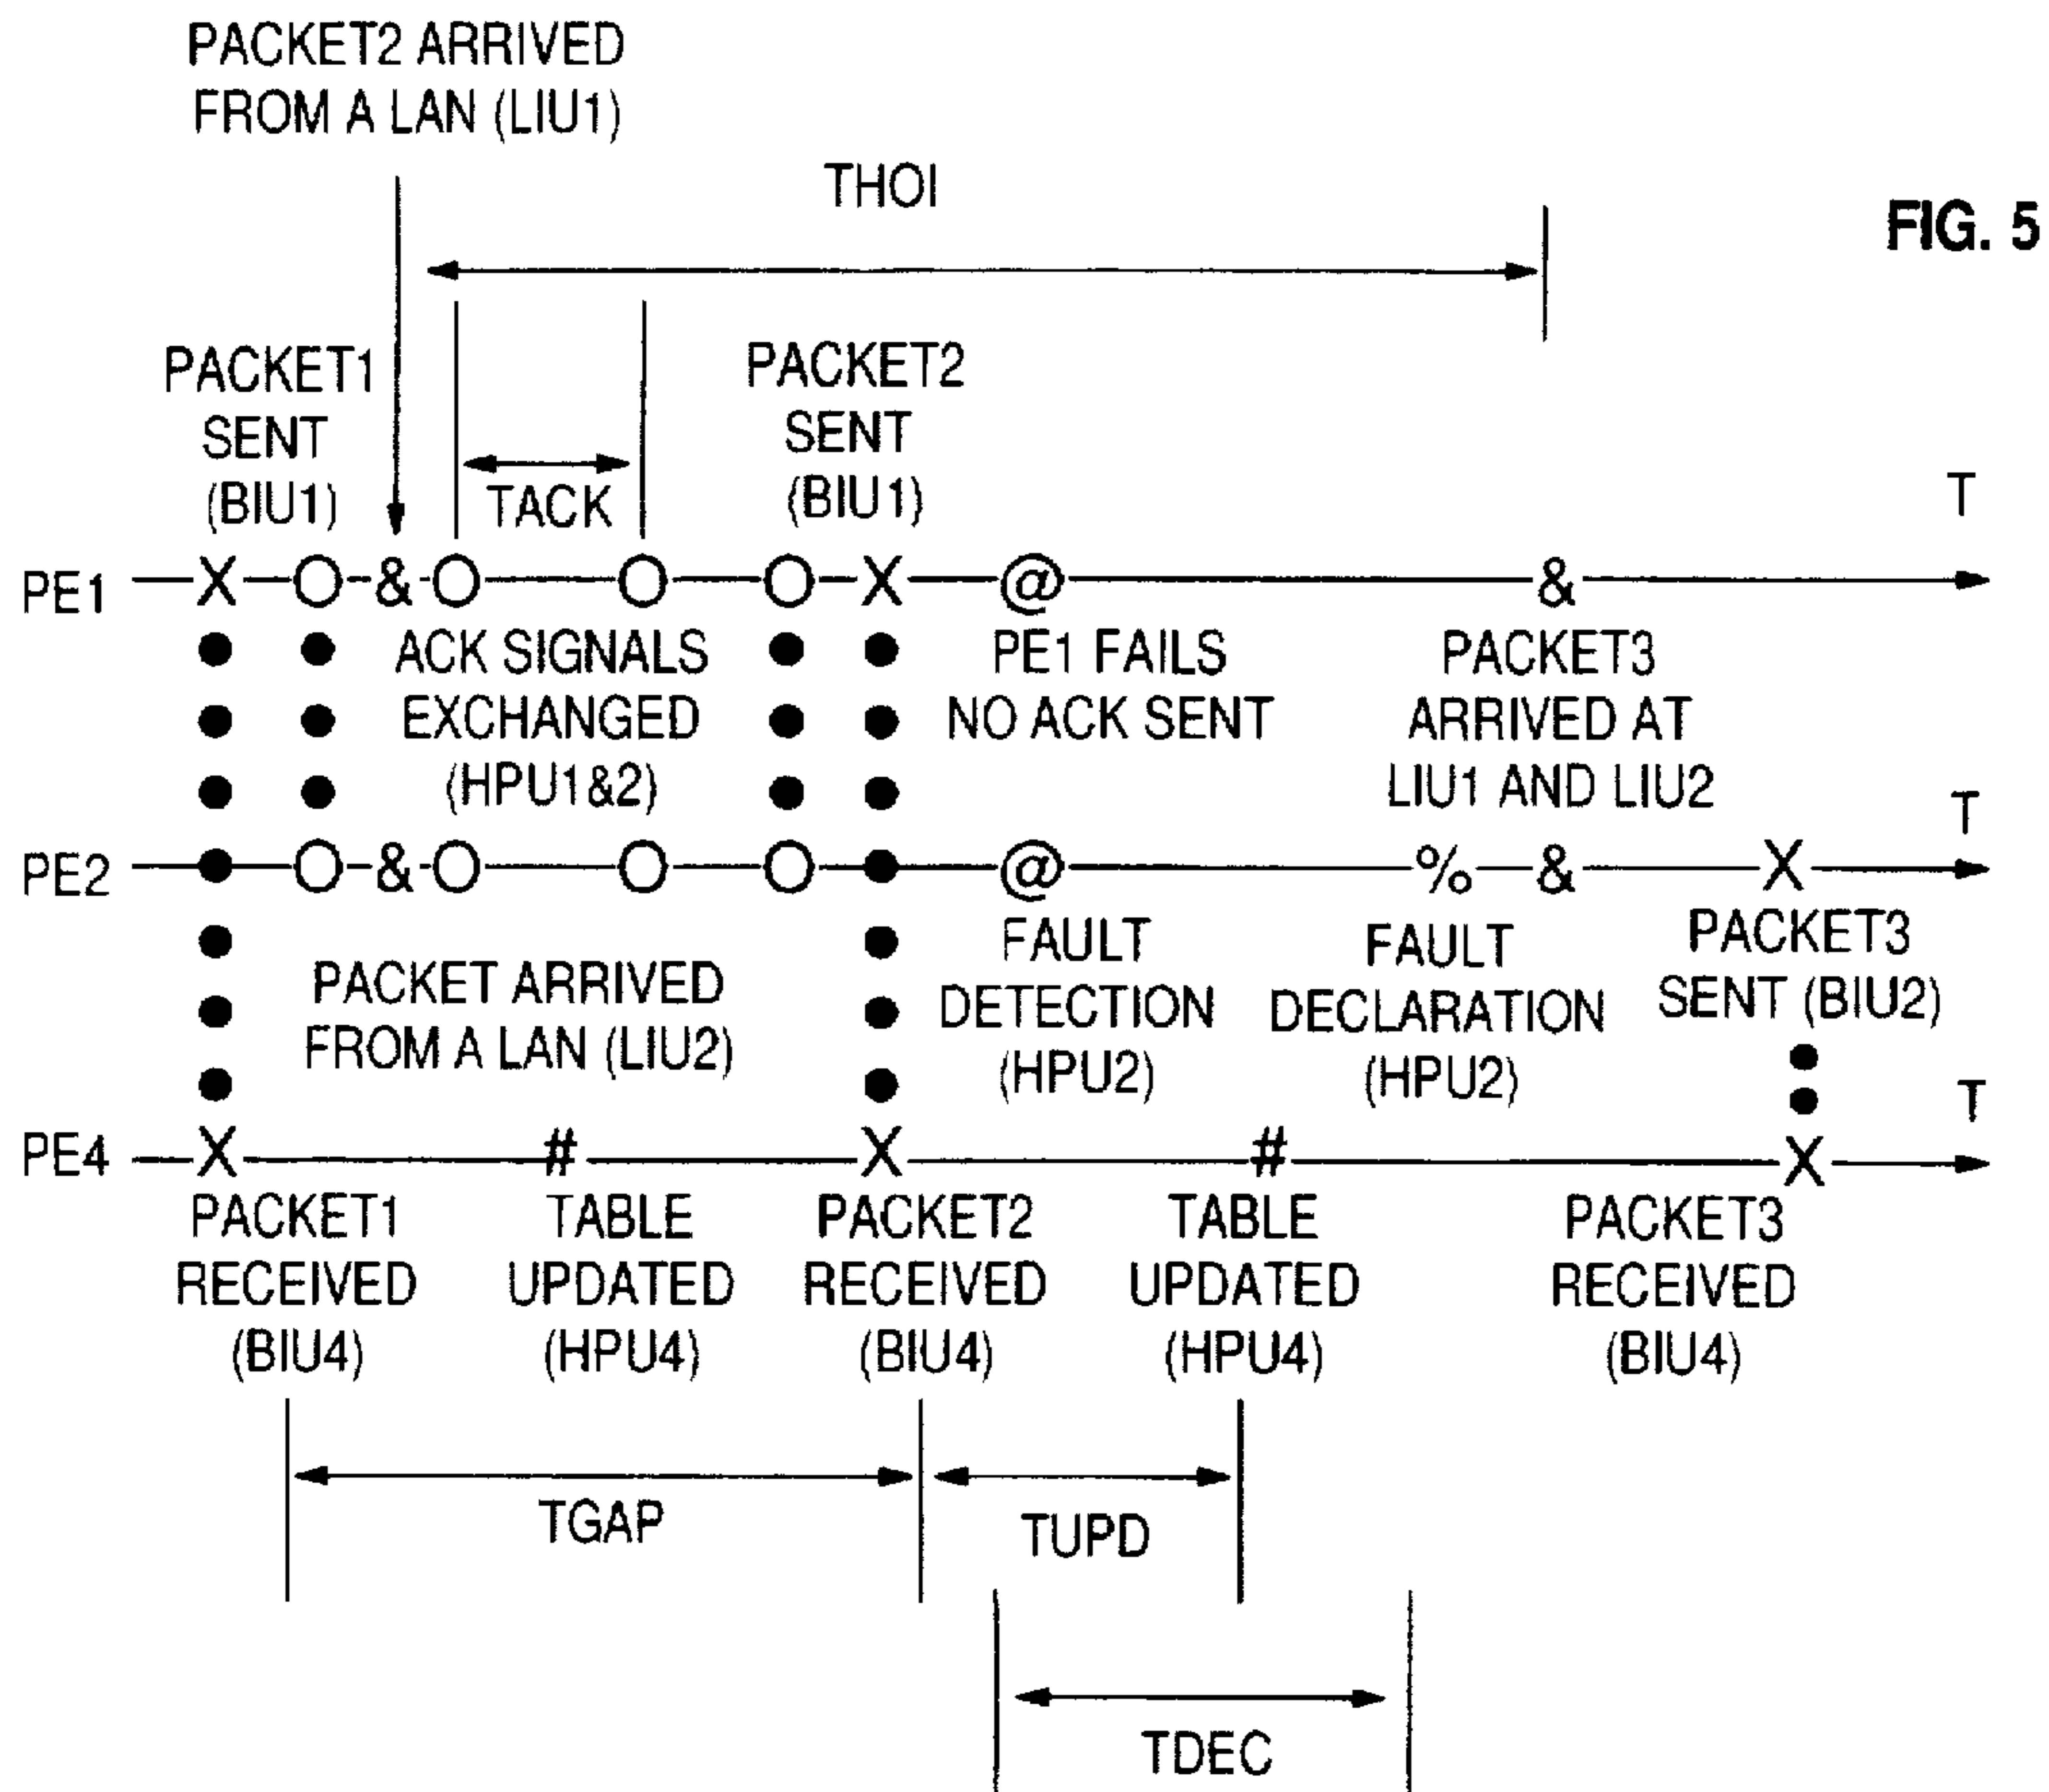 PACKET2 ARRIVED
FROM A LAN (LIU1)
THOI
FIG. 5
PACKET1
SENT
(BIU1)
TACK
PACKET2
SENT
(BIU1)
T
PE1 X O & O O O X @ &
ACK SIGNALS
EXCHANGED
(HPU1&2)
PE1 FAILS
NO ACK SENT
PACKET3
ARRIVED AT
LIU1 AND LIU2
T
PE2 O & O O O @ % & X
PACKET ARRIVED
FROM A LAN (LIU2)
FAULT
DETECTION
(HPU2)
FAULT
DECLARATION
(HPU2)
PACKET3
SENT (BIU2)
T
PE4 X # X # X
PACKET1
RECEIVED
(BIU4)
TABLE
UPDATED
(HPU4)
PACKET2
RECEIVED
(BIU4)
TABLE
UPDATED
(HPU4)
PACKET3
RECEIVED
(BIU4)
TGAP
TUPD
TDEC